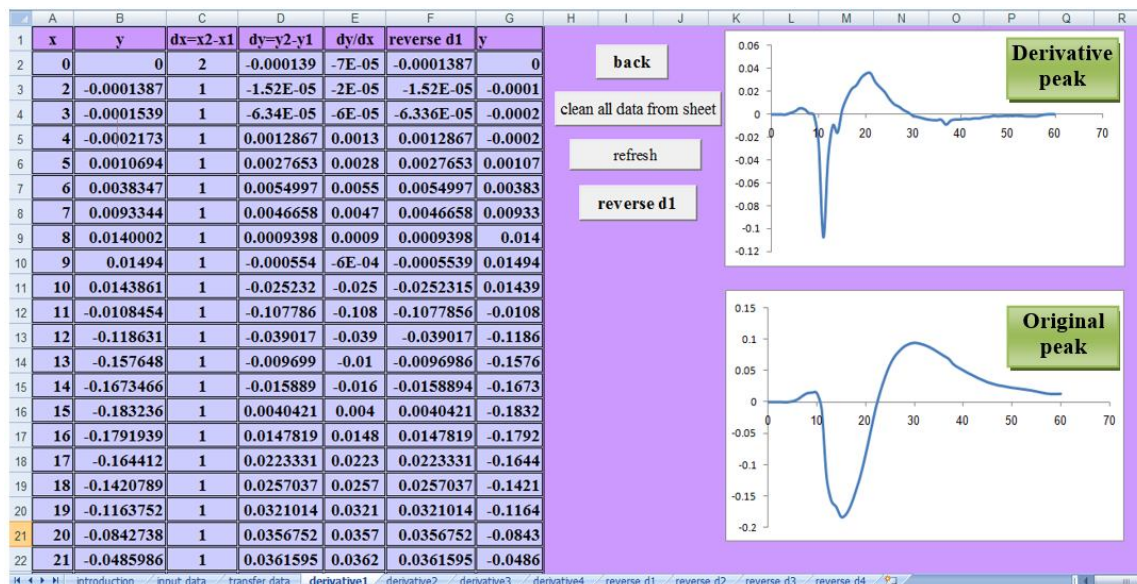 A B C D E F G H I J K L M N O P Q R
1 x y dx=x2-x1 dy=y2-y1 dy/dx reverse d1 y
2 0 0 2 -0.000139 -7E-05 -0.0001387 0
3 2 -0.0001387 1 -1.52E-05 -2E-05 -1.52E-05 -0.0001
4 3 -0.0001539 1 -6.34E-05 -6E-05 -6.336E-05 -0.0002
5 4 -0.0002173 1 0.0012867 0.0013 0.0012867 -0.0002
6 5 0.0010694 1 0.0027653 0.0028 0.0027653 0.00107
7 6 0.0038347 1 0.0054997 0.0055 0.0054997 0.00383
8 7 0.0093344 1 0.0046658 0.0047 0.0046658 0.00933
9 8 0.0140002 1 0.0009398 0.0009 0.0009398 0.014
10 9 0.01494 1 -0.000554 -6E-04 -0.0005539 0.01494
11 10 0.0143861 1 -0.025232 -0.025 -0.0252315 0.01439
12 11 -0.0108454 1 -0.107786 -0.108 -0.1077856 -0.0108
13 12 -0.118631 1 -0.039017 -0.039 -0.039017 -0.1186
14 13 -0.157648 1 -0.009699 -0.01 -0.0096986 -0.1576
15 14 -0.1673466 1 -0.015889 -0.016 -0.0158894 -0.1673
16 15 -0.183236 1 0.0040421 0.004 0.0040421 -0.1832
17 16 -0.1791939 1 0.0147819 0.0148 0.0147819 -0.1792
18 17 -0.164412 1 0.0223331 0.0223 0.0223331 -0.1644
19 18 -0.1420789 1 0.0257037 0.0257 0.0257037 -0.1421
20 19 -0.1163752 1 0.0321014 0.0321 0.0321014 -0.1164
21 20 -0.0842738 1 0.0356752 0.0357 0.0356752 -0.0843
22 21 -0.0485986 1 0.0361595 0.0362 0.0361595 -0.0486
back
clean all data from sheet
refresh
reverse d1
Derivative
peak
0.06
0.04
0.02
0
-0.02
-0.04
-0.06
-0.08
-0.1
-0.12
0 10 20 30 40 50 60 70
Original
peak
0.15
0.1
0.05
0
-0.05
-0.1
-0.15
-0.2
0 10 20 30 40 50 60 70
introduction input data transfer data derivative1 derivative2 derivative3 derivative4 reverse d1 reverse d2 reverse d3 reverse d4